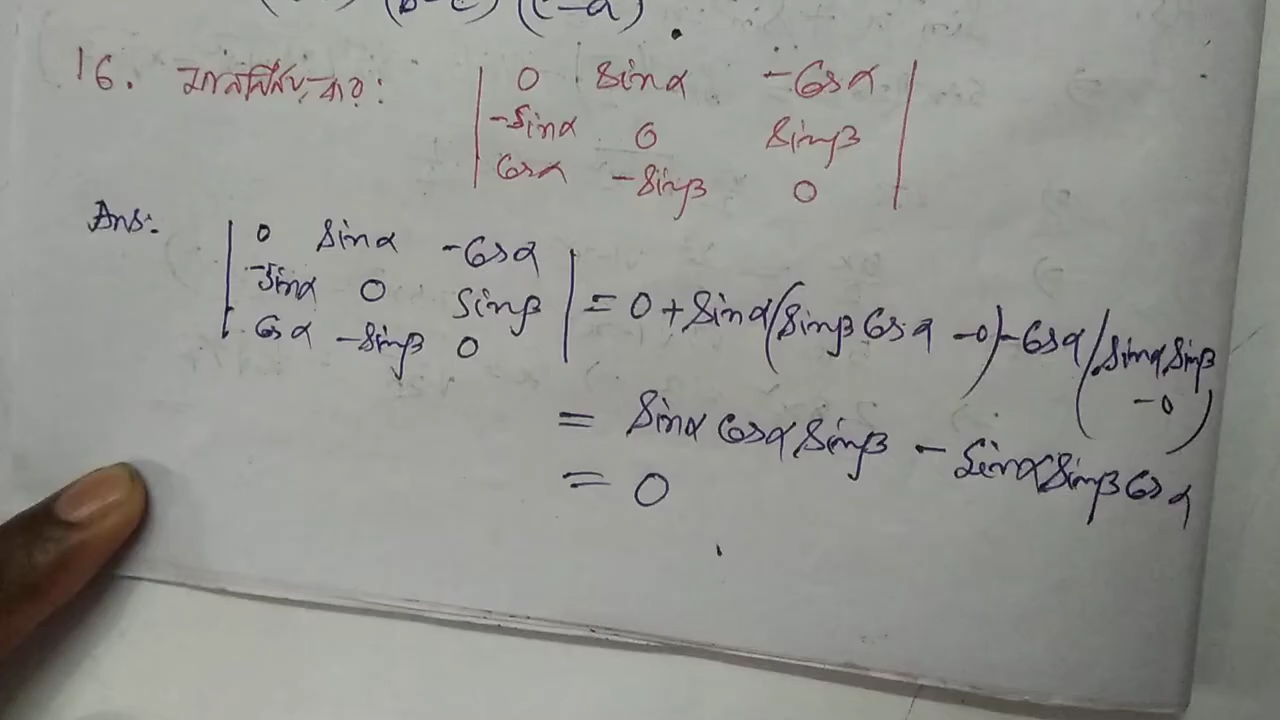 (b-c) (c-a).
16. | 0 sinα -Cosα |
| -sinα 0 sinβ |
| Cosα -sinβ 0 |
Ans:
| 0 sinα -Cosα |
| -sinα 0 sinβ | = 0 + sinα(sinβ Cosα -0) - Cosα(sinα sinβ
| Cosα -sinβ 0 | -0)
= sinα cosα sinβ - sinα sinβ Cosα
= 0